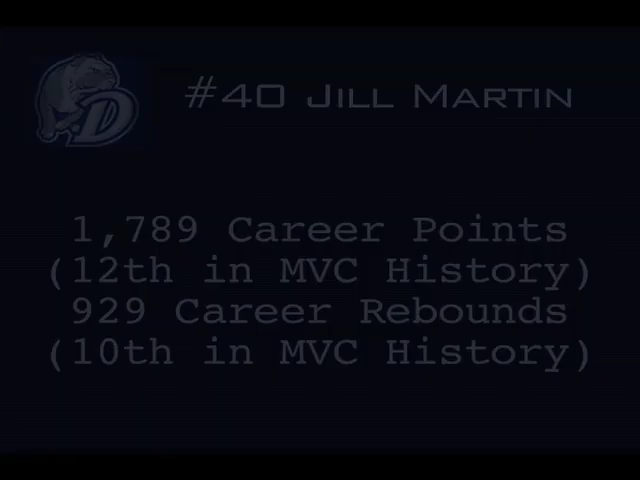 D
#40 JILL MARTIN
1,789 Career Points
(12th in MVC History)
929 Career Rebounds
(10th in MVC History)